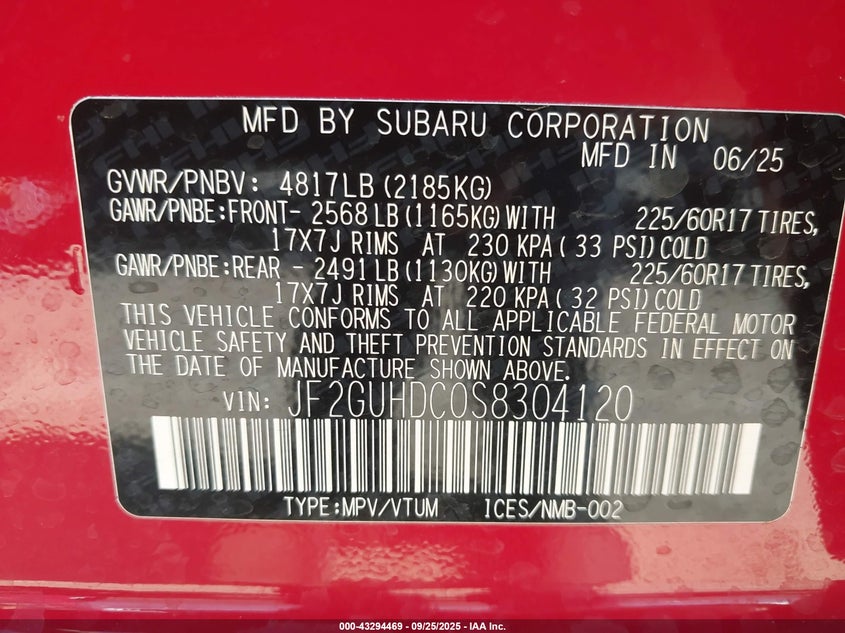 MFD BY SUBARU CORPORATION
MFD IN 06/25
GVWR/PNBV: 4817LB (2185KG)
GAWR/PNBE:FRONT- 2568 LB (1165KG) WITH 225/60R17 TIRES,
17X7J RIMS AT 230 KPA ( 33 PSI) COLD
GAWR/PNBE:REAR - 2491 LB (1130KG) WITH 225/60R17 TIRES,
17X7J RIMS AT 220 KPA ( 32 PSI) COLD
THIS VEHICLE CONFORMS TO ALL APPLICABLE FEDERAL MOTOR
VEHICLE SAFETY AND THEFT PREVENTION STANDARDS IN EFFECT ON
THE DATE OF MANUFACTURE SHOWN ABOVE.
VIN: JF2GUHDC0S8304120
TYPE:MPV/VTUM ICES/NMB-002
000-43294469 - 09/25/2025 - IAA Inc.